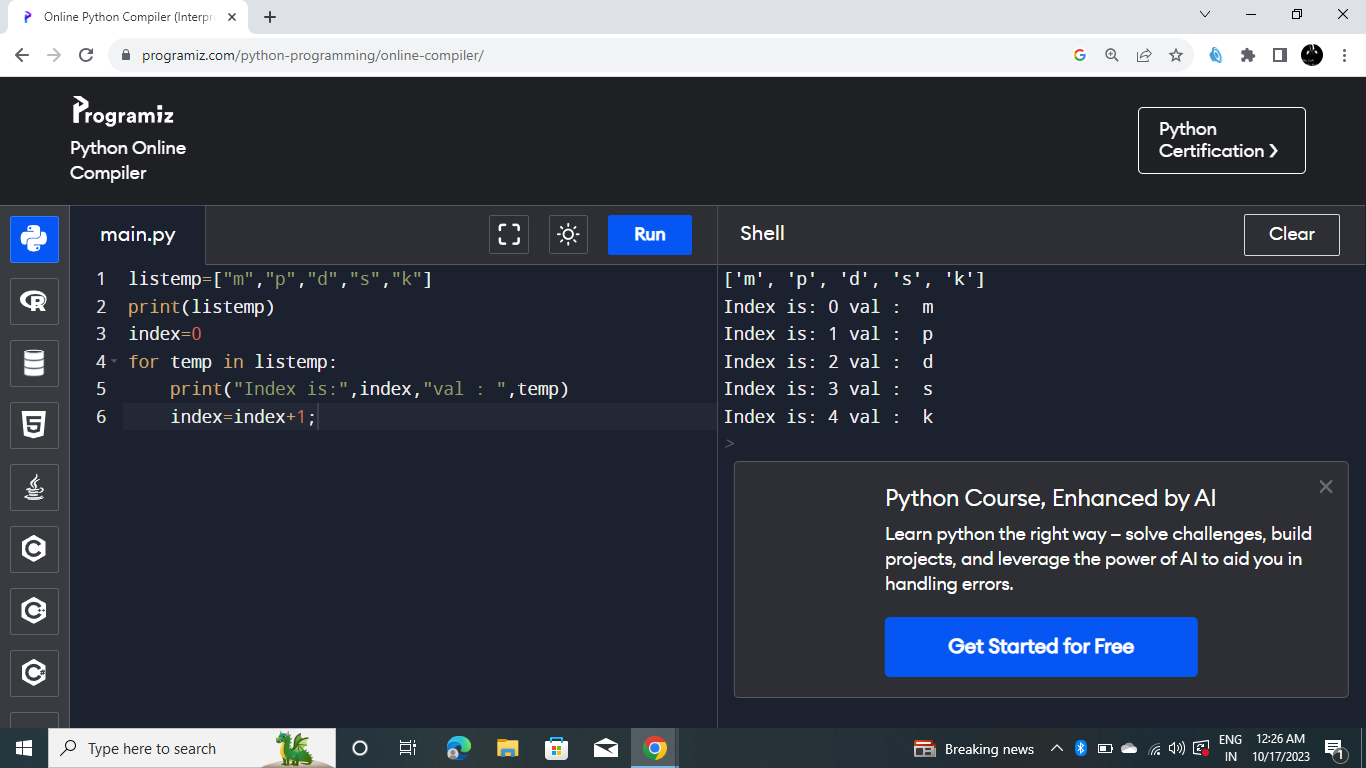 Online Python Compiler (Interpr
programiz.com/python-programming/online-compiler/
Programiz
Python Online
Compiler
Python
Certification
main.py
Run
Shell
Clear
1 listemp=["m","p","d","s","k"]
2 print(listemp)
3 index=0
4 for temp in listemp:
5     print("Index is:",index,"val : ",temp)
6     index=index+1;
['m', 'p', 'd', 's', 'k']
Index is: 0 val :  m
Index is: 1 val :  p
Index is: 2 val :  d
Index is: 3 val :  s
Index is: 4 val :  k
>
Python Course, Enhanced by AI
Learn python the right way – solve challenges, build
projects, and leverage the power of AI to aid you in
handling errors.
Get Started for Free
Type here to search
Breaking news
ENG
IN
12:26 AM
10/17/2023
1